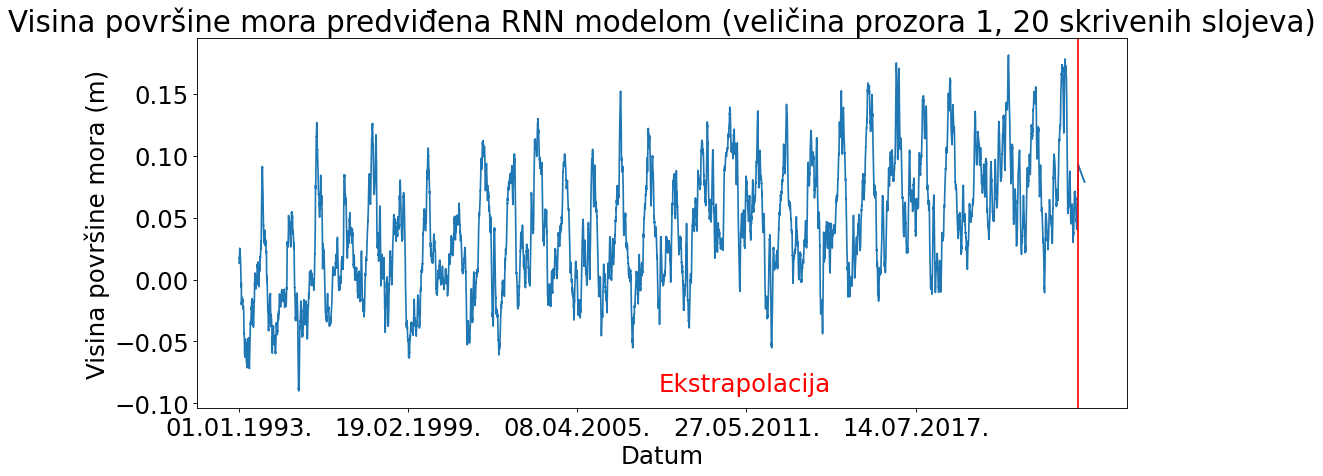 Visina površine mora predviđena RNN modelom (veličina prozora 1, 20 skrivenih slojeva)
Visina površine mora (m)
0.15
0.10
0.05
0.00
−0.05
−0.10
Ekstrapolacija
01.01.1993. 19.02.1999. 08.04.2005. 27.05.2011. 14.07.2017.
Datum